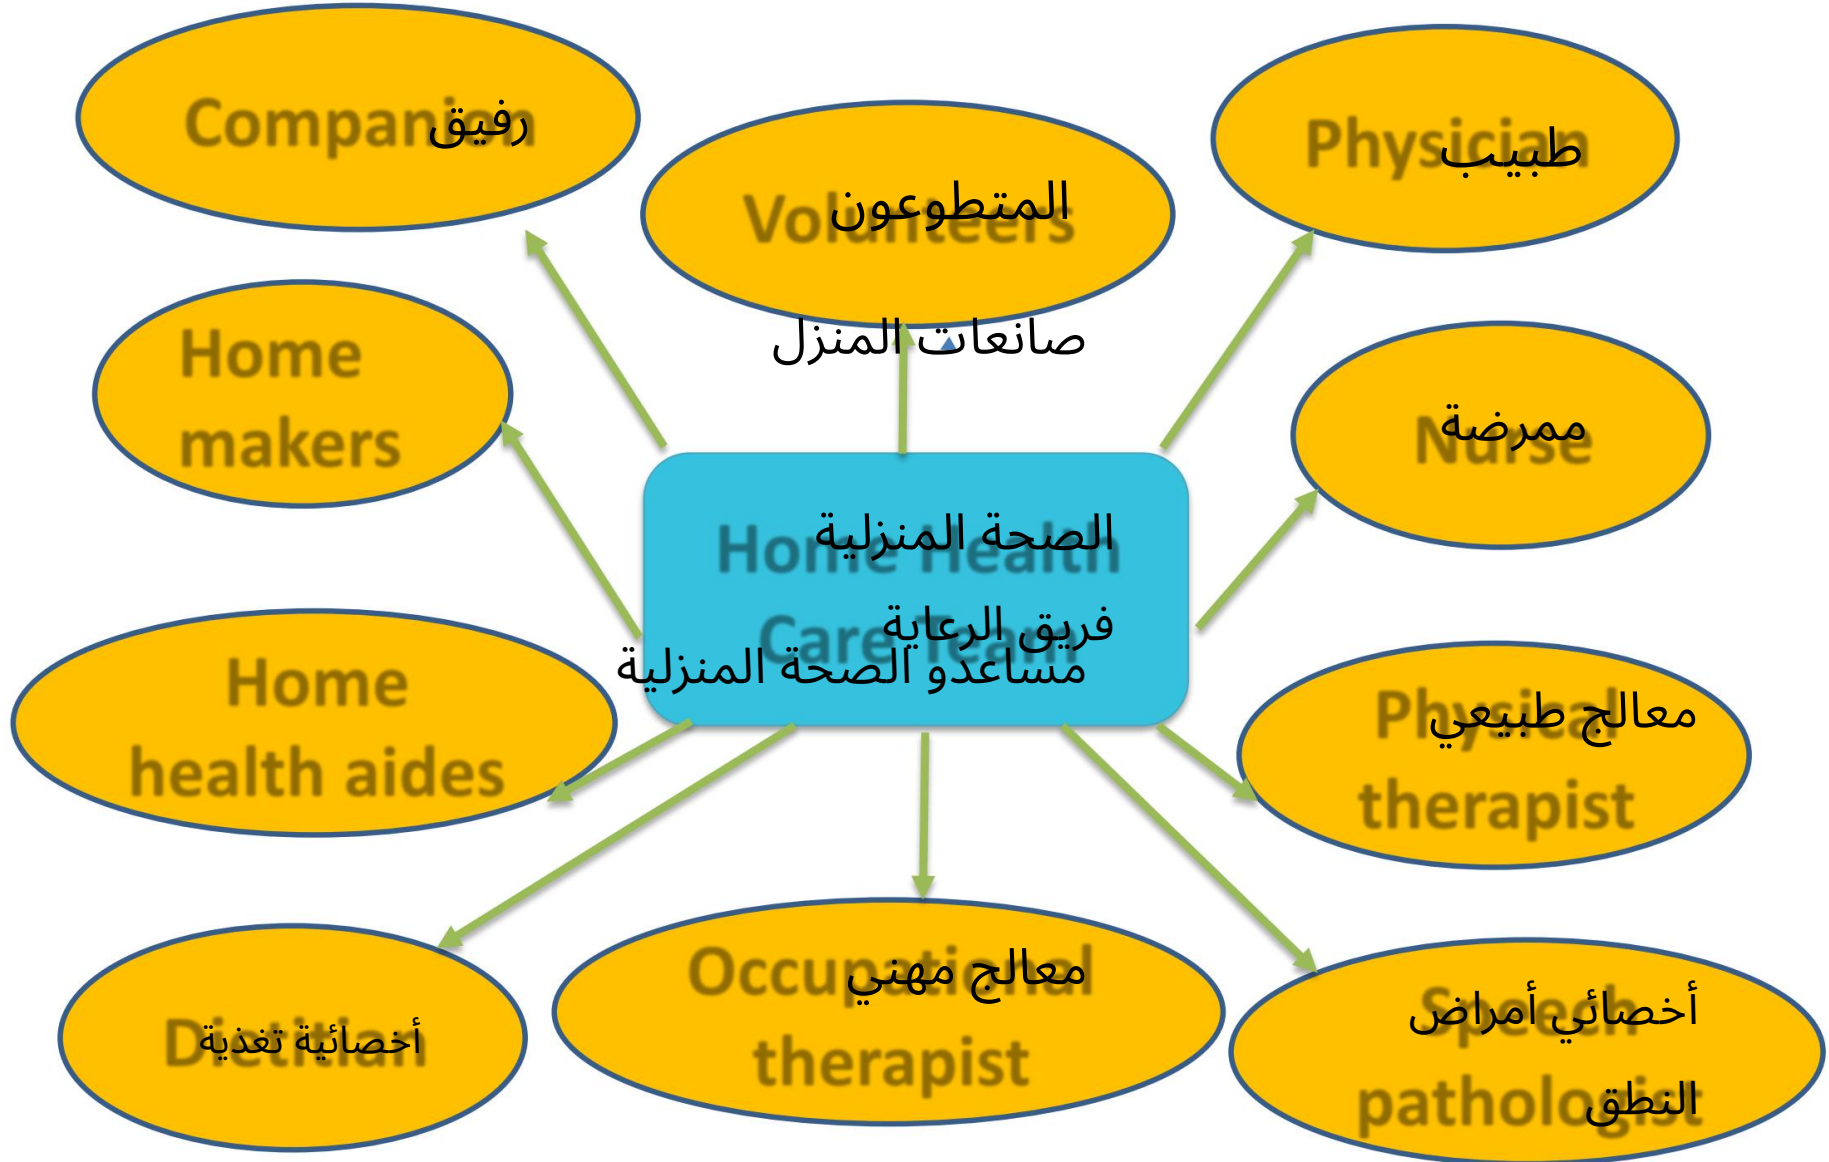 Companion
رفيق
Volunteers
المتطوعون
Physician
طبيب
Home
makers
صانعات المنزل
Nurse
ممرضة
Home Health
الصحة المنزلية
Care Team
فريق الرعاية
مساعدو الصحة المنزلية
Home
health aides
Physical
معالج طبيعي
therapist
Dietitian
أخصائية تغذية
Occupational
معالج مهني
therapist
Speech
أخصائي أمراض
pathologist
النطق